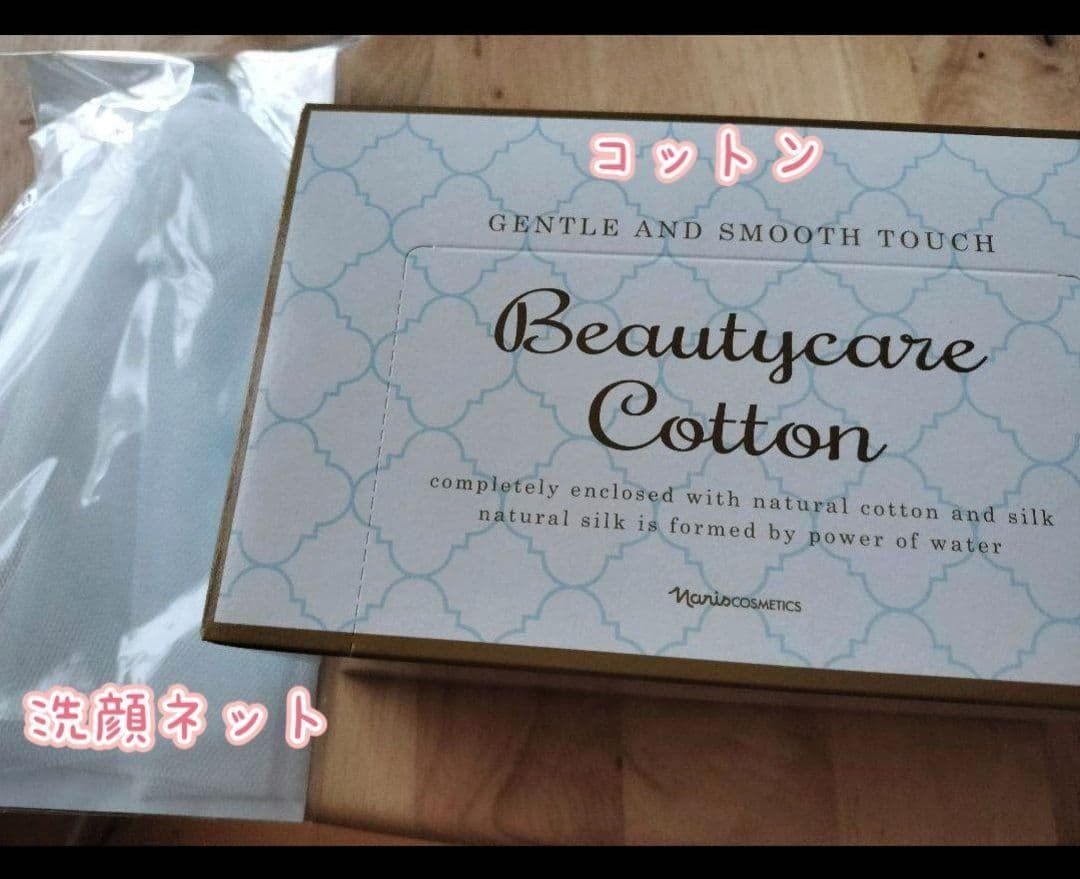 コットン
GENTLE AND SMOOTH TOUCH
Beautycare
Cotton
completely enclosed with natural cotton and silk
natural silk is formed by power of water
Naris COSMETICS
洗顔ネット